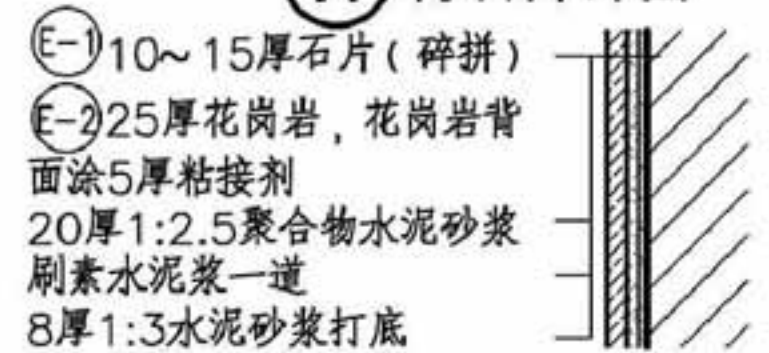 E-1 10~15厚石片(碎拼)
E-2 25厚花岗岩,花岗岩背
面涂5厚粘接剂
20厚1:2.5聚合物水泥砂浆
刷素水泥浆一道
8厚1:3水泥砂浆打底